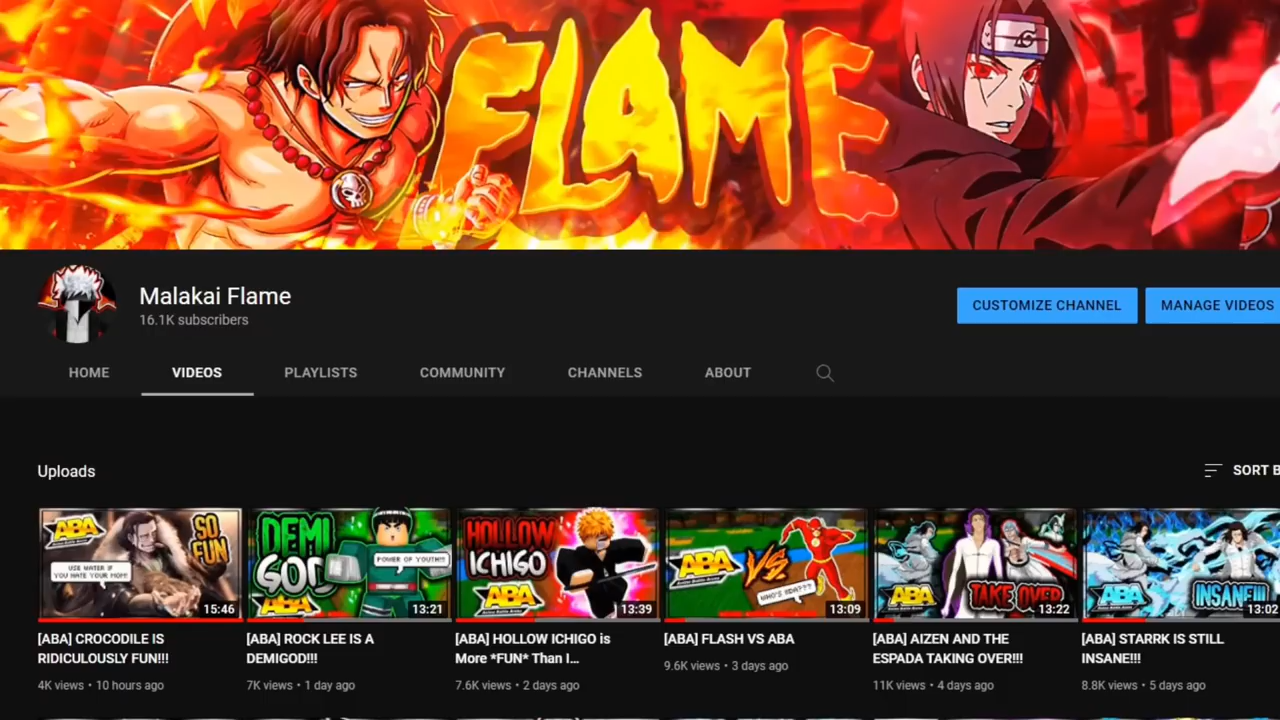 FLAME
Malakai Flame
16.1K subscribers
CUSTOMIZE CHANNEL
MANAGE VIDEOS
HOME
VIDEOS
PLAYLISTS
COMMUNITY
CHANNELS
ABOUT
Uploads
SORT B
ABA
SO
FUN
USE WATER IF
YOU HATE YOUR MOM!!
15:46
DEMI
GOD
POWER OF YOUTH!!!
ABA
13:21
HOLLOW
ICHIGO
ABA
13:39
ABA
VS
13:09
ABA
TAKE OVER
13:22
ABA
INSANE!!!
13:02
[ABA] CROCODILE IS
RIDICULOUSLY FUN!!!
4K views • 10 hours ago
[ABA] ROCK LEE IS A
DEMIGOD!!!
7K views • 1 day ago
[ABA] HOLLOW ICHIGO is
More *FUN* Than I...
7.6K views • 2 days ago
[ABA] FLASH VS ABA
9.6K views • 3 days ago
[ABA] AIZEN AND THE
ESPADA TAKING OVER!!!
11K views • 4 days ago
[ABA] STARRK IS STILL
INSANE!!!
8.8K views • 5 days ago